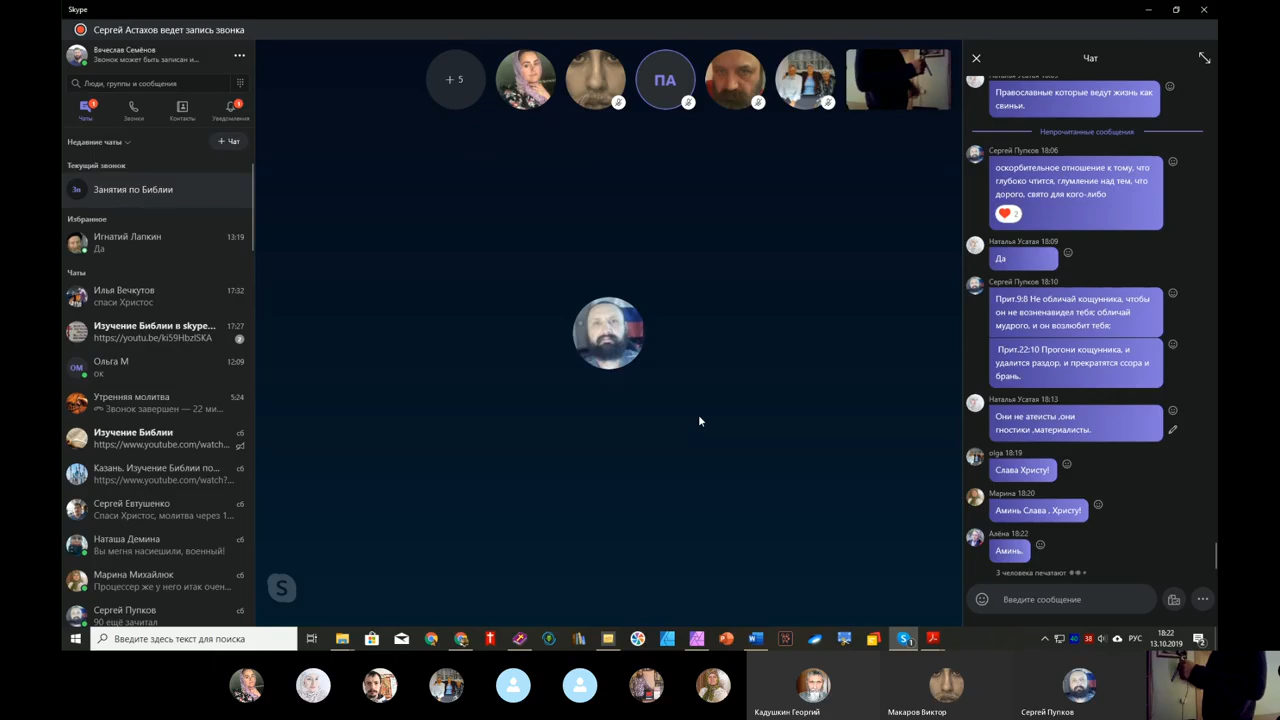 Skype
Сергей Астахов ведет запись звонка
Вячеслав Семёнов
Звонок может быть записан и...
Люди, группы и сообщения
1
1
Чаты
Звонки
Контакты
Уведомления
Недавние чаты
+ Чат
Текущий звонок
Зн
Занятия по Библии
Избранное
Игнатий Лапкин
13:19
Да
Чаты
Илья Вечкутов
17:32
спаси Христос
Изучение Библии в skype...
17:27
https://youtu.be/ki59HbzlSKA
2
ОМ
Ольга М
12:09
ок
Утренняя молитва
5:24
Звонок завершен — 22 ми...
Изучение Библии
сб
https://www.youtube.com/watch...
Казань. Изучение Библии по...
сб
https://www.youtube.com/watch?...
Сергей Евтушенко
сб
Спаси Христос, молитва через 1...
Наташа Демина
сб
Вы мегня насиешили, военный!
Марина Михайлюк
сб
Процессер же у него итак очен...
Сергей Пупков
сб
90 ещё зачитал
+ 5
ПА
Чат
Православные которые ведут жизнь как
свиньи.
Непрочитанные сообщения
Сергей Пупков 18:06
оскорбительное отношение к тому, что
глубоко чтится, глумление над тем, что
дорого, свято для кого-либо
2
Наталья Усатая 18:09
Да
Сергей Пупков 18:10
Прит.9:8 Не обличай кощунника, чтобы
он не возненавидел тебя; обличай
мудрого, и он возлюбит тебя;
Прит.22:10 Прогони кощунника, и
удалится раздор, и прекратятся ссора и
брань.
Наталья Усатая 18:13
Они не атеисты ,они
гностики ,материалисты.
olga 18:19
Слава Христу!
Марина 18:20
Аминь Слава , Христу!
Алёна 18:22
Аминь.
3 человека печатают
Введите сообщение
Введите здесь текст для поиска
40
38
РУС
18:22
13.10.2019
Кадушкин Георгий
Макаров Виктор
Сергей Пупков